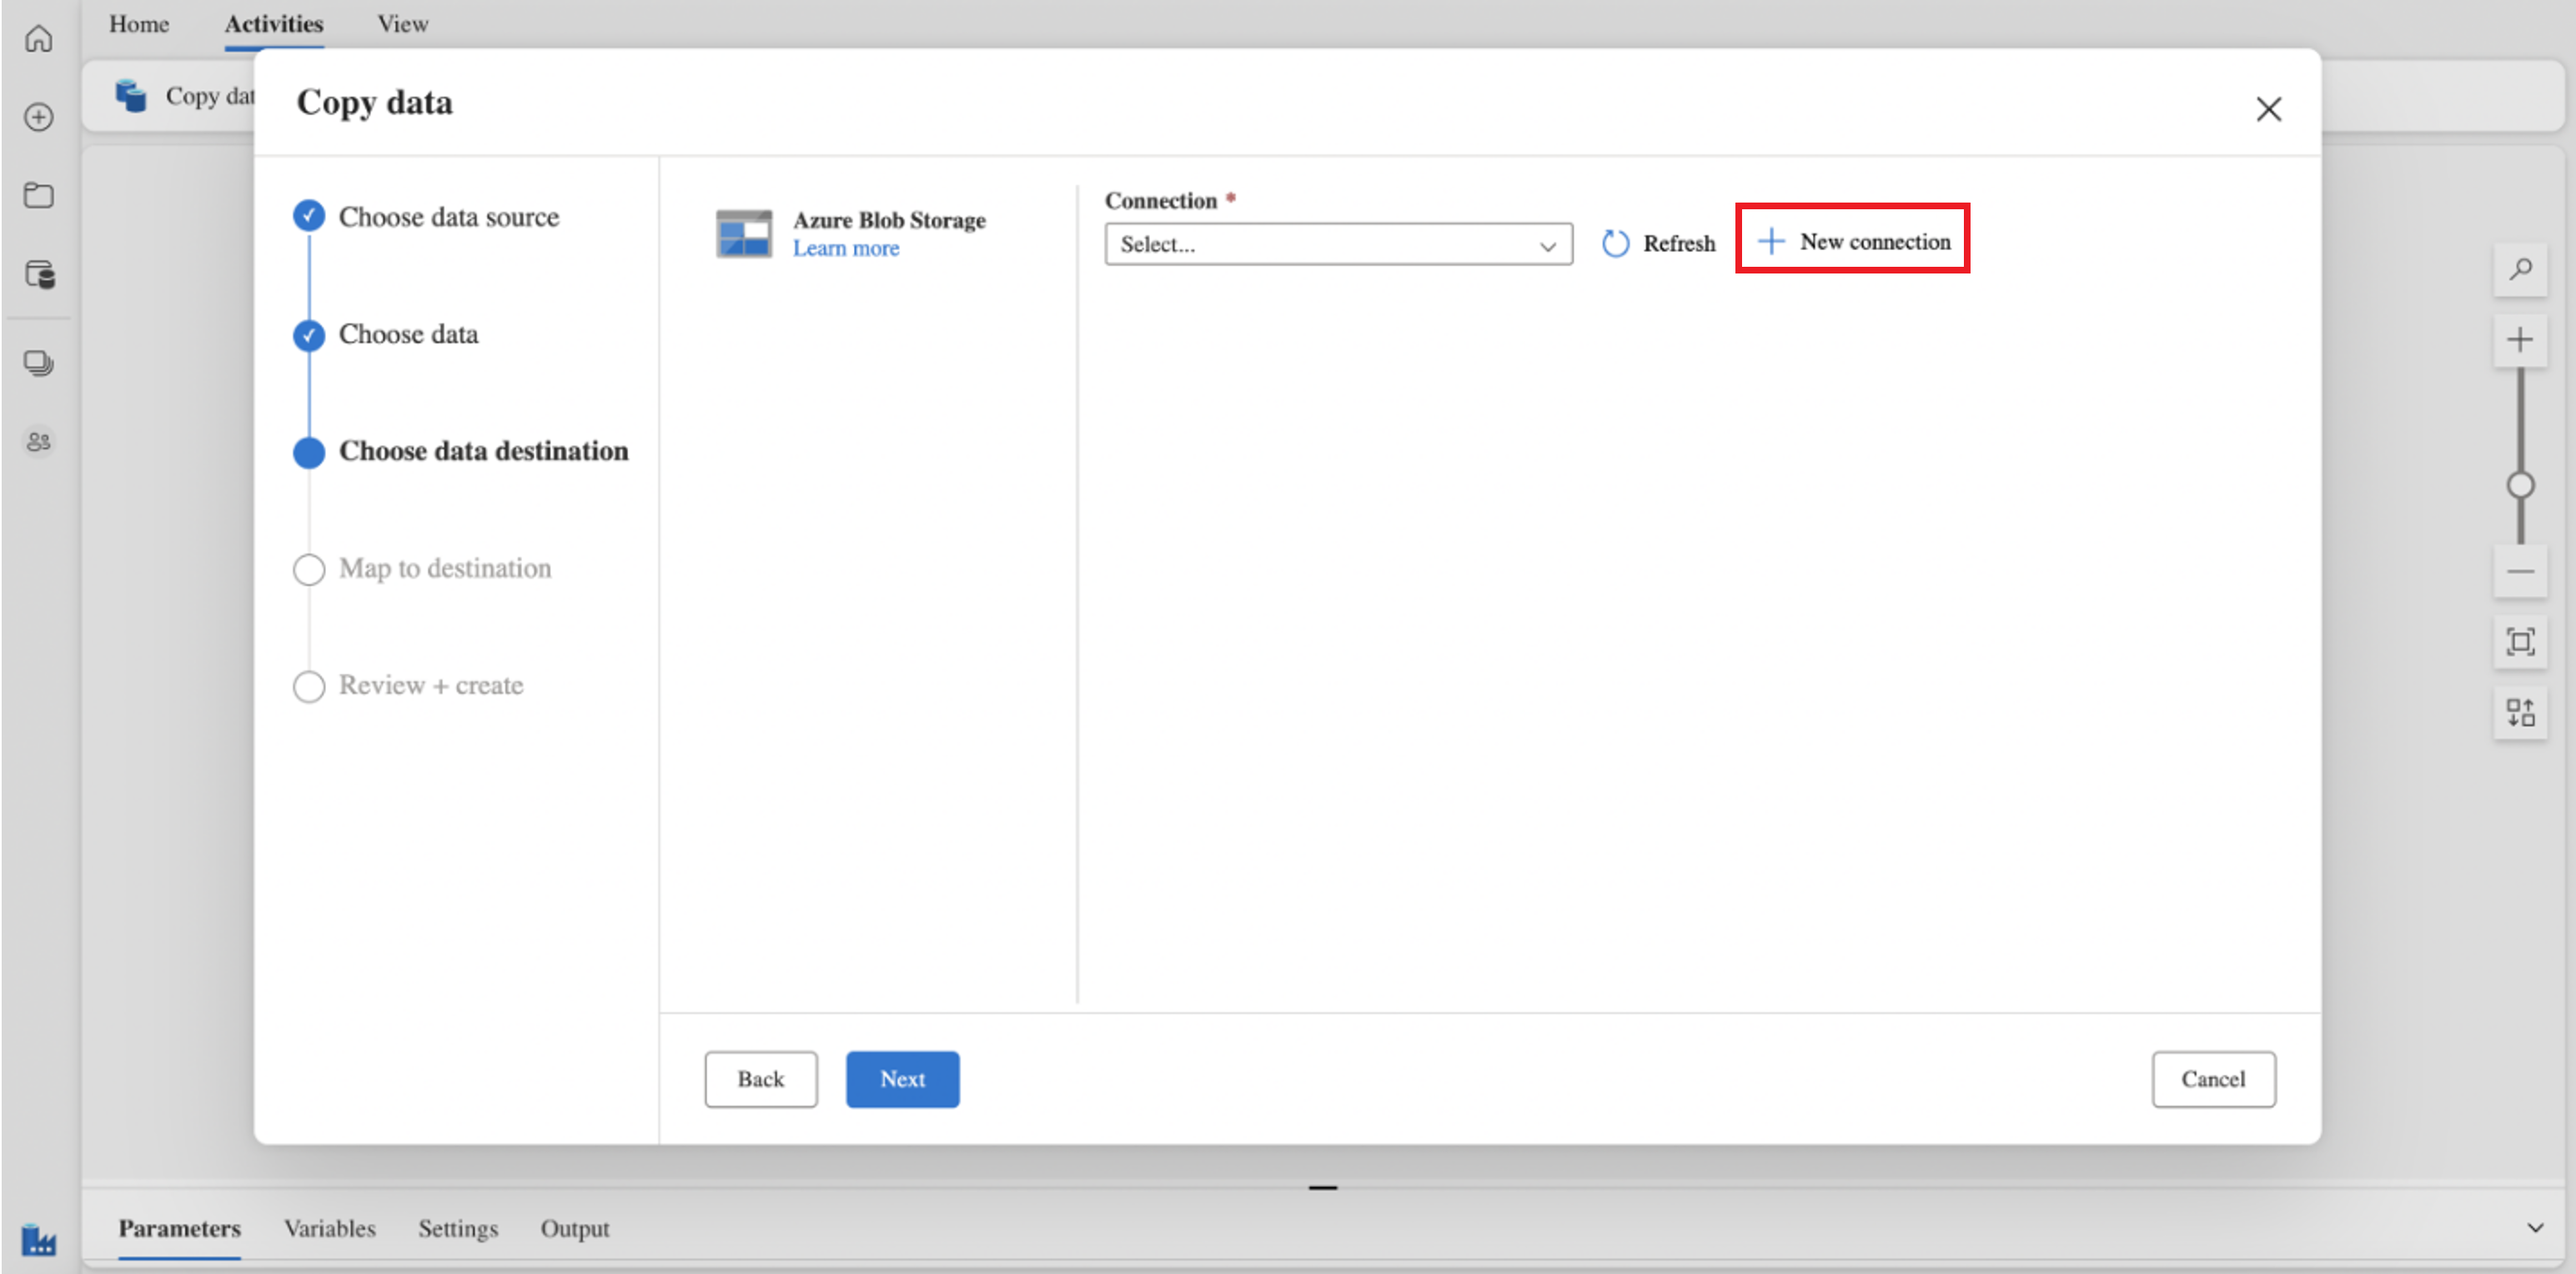 Home Activities View
Copy dat
Copy data
Choose data source
Choose data
Choose data destination
Map to destination
Review + create
Azure Blob Storage
Learn more
Connection *
Select...
Refresh
New connection
Back Next Cancel
Parameters Variables Settings Output